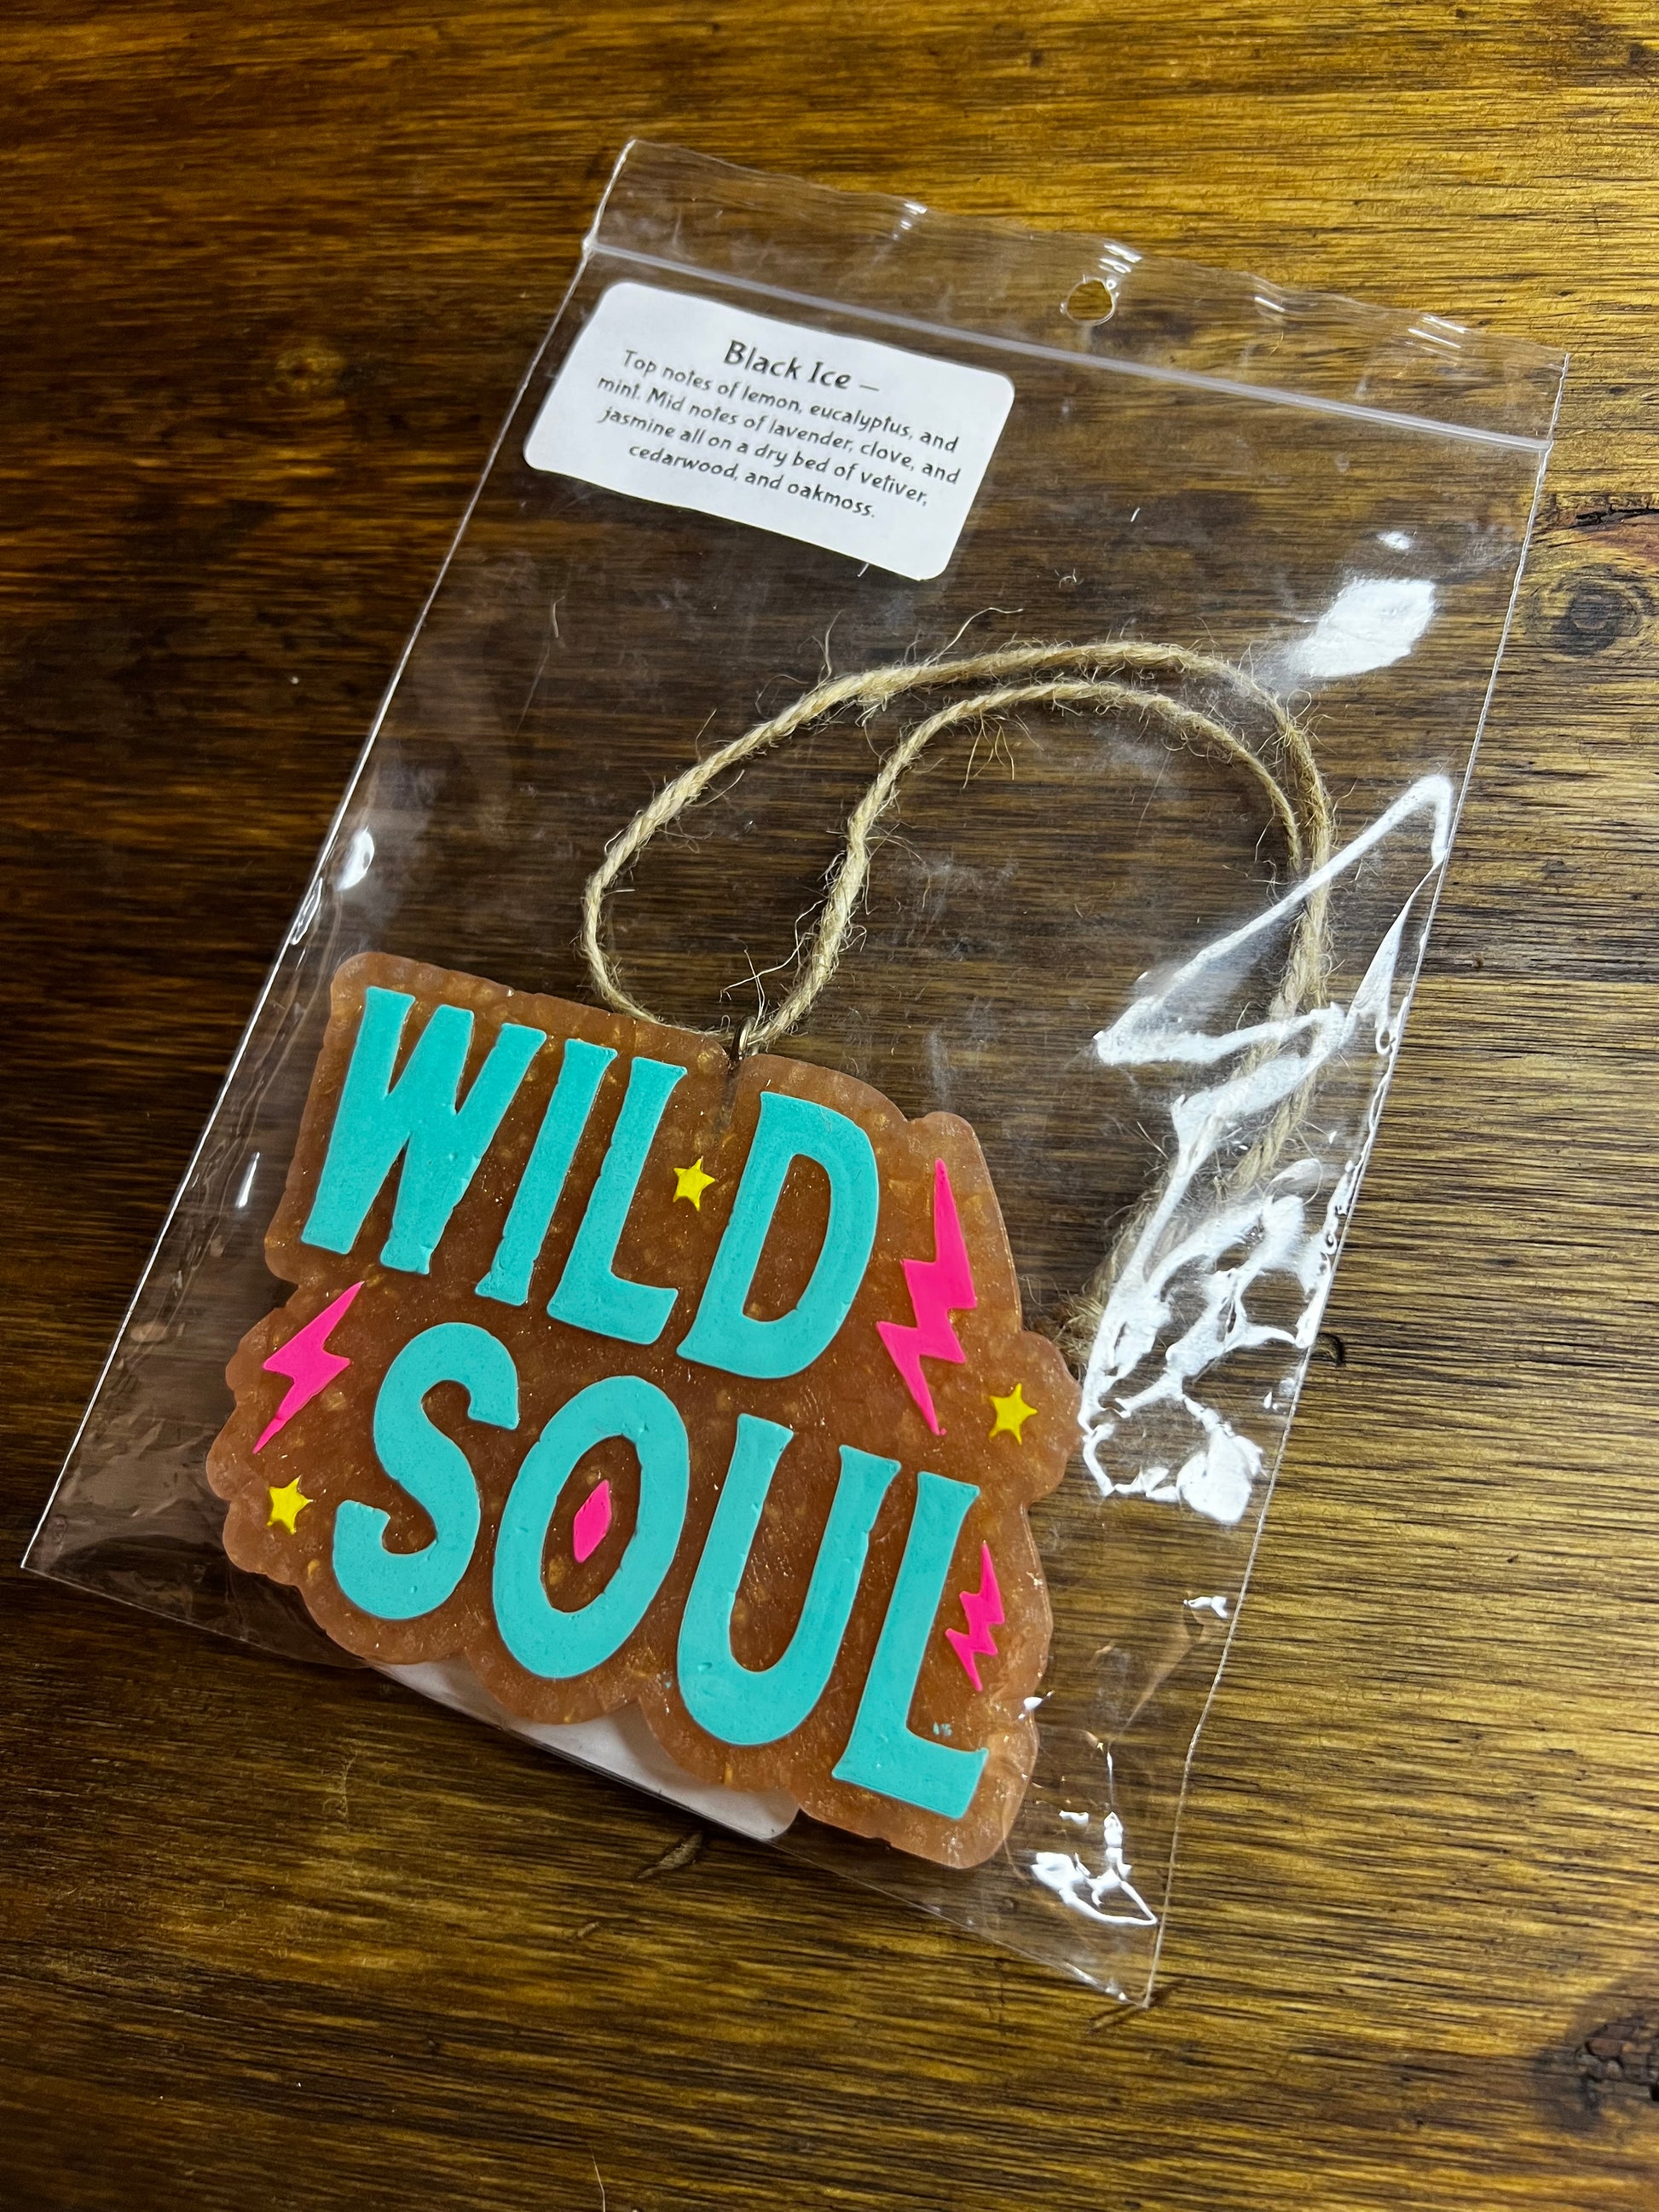 Black Ice –
Top notes of lemon, eucalyptus, and
mint. Mid notes of lavender, clove, and
jasmine all on a dry bed of vetiver,
cedarwood, and oakmoss.
WILD
SOUL